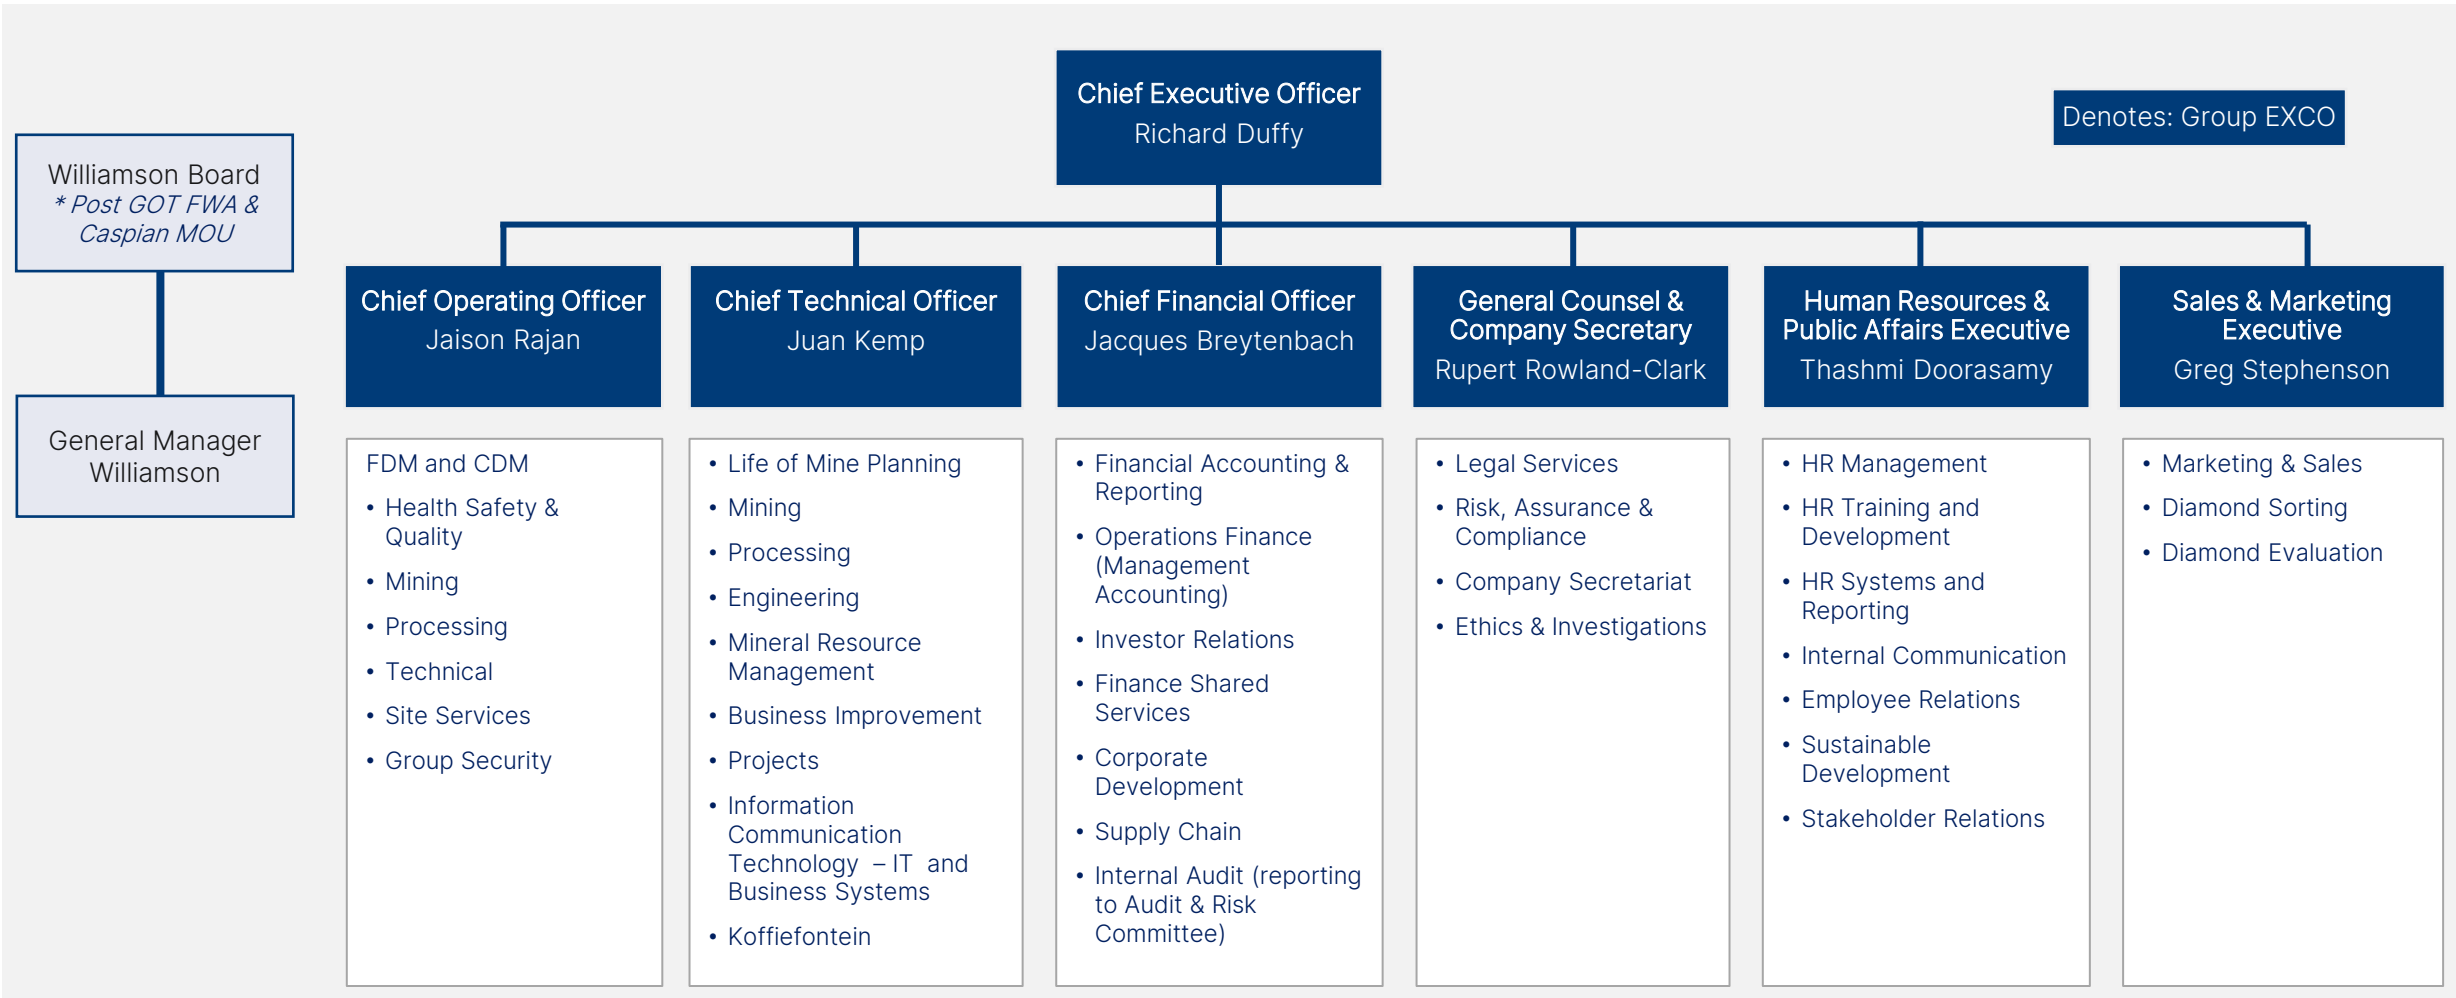 Chief Executive Officer
Richard Duffy
Denotes: Group EXCO
Williamson Board
* Post GOT FWA &
Caspian MOU
General Manager
Williamson
Chief Operating Officer
Jaison Rajan
FDM and CDM
• Health Safety &
Quality
• Mining
• Processing
• Technical
• Site Services
• Group Security
Chief Technical Officer
Juan Kemp
• Life of Mine Planning
• Mining
• Processing
• Engineering
• Mineral Resource
Management
• Business Improvement
• Projects
• Information
Communication
Technology – IT and
Business Systems
• Koffiefontein
Chief Financial Officer
Jacques Breytenbach
• Financial Accounting &
Reporting
• Operations Finance
(Management
Accounting)
• Investor Relations
• Finance Shared
Services
• Corporate
Development
• Supply Chain
• Internal Audit (reporting
to Audit & Risk
Committee)
General Counsel &
Company Secretary
Rupert Rowland-Clark
• Legal Services
• Risk, Assurance &
Compliance
• Company Secretariat
• Ethics & Investigations
Human Resources &
Public Affairs Executive
Thashmi Doorasamy
• HR Management
• HR Training and
Development
• HR Systems and
Reporting
• Internal Communication
• Employee Relations
• Sustainable
Development
• Stakeholder Relations
Sales & Marketing
Executive
Greg Stephenson
• Marketing & Sales
• Diamond Sorting
• Diamond Evaluation